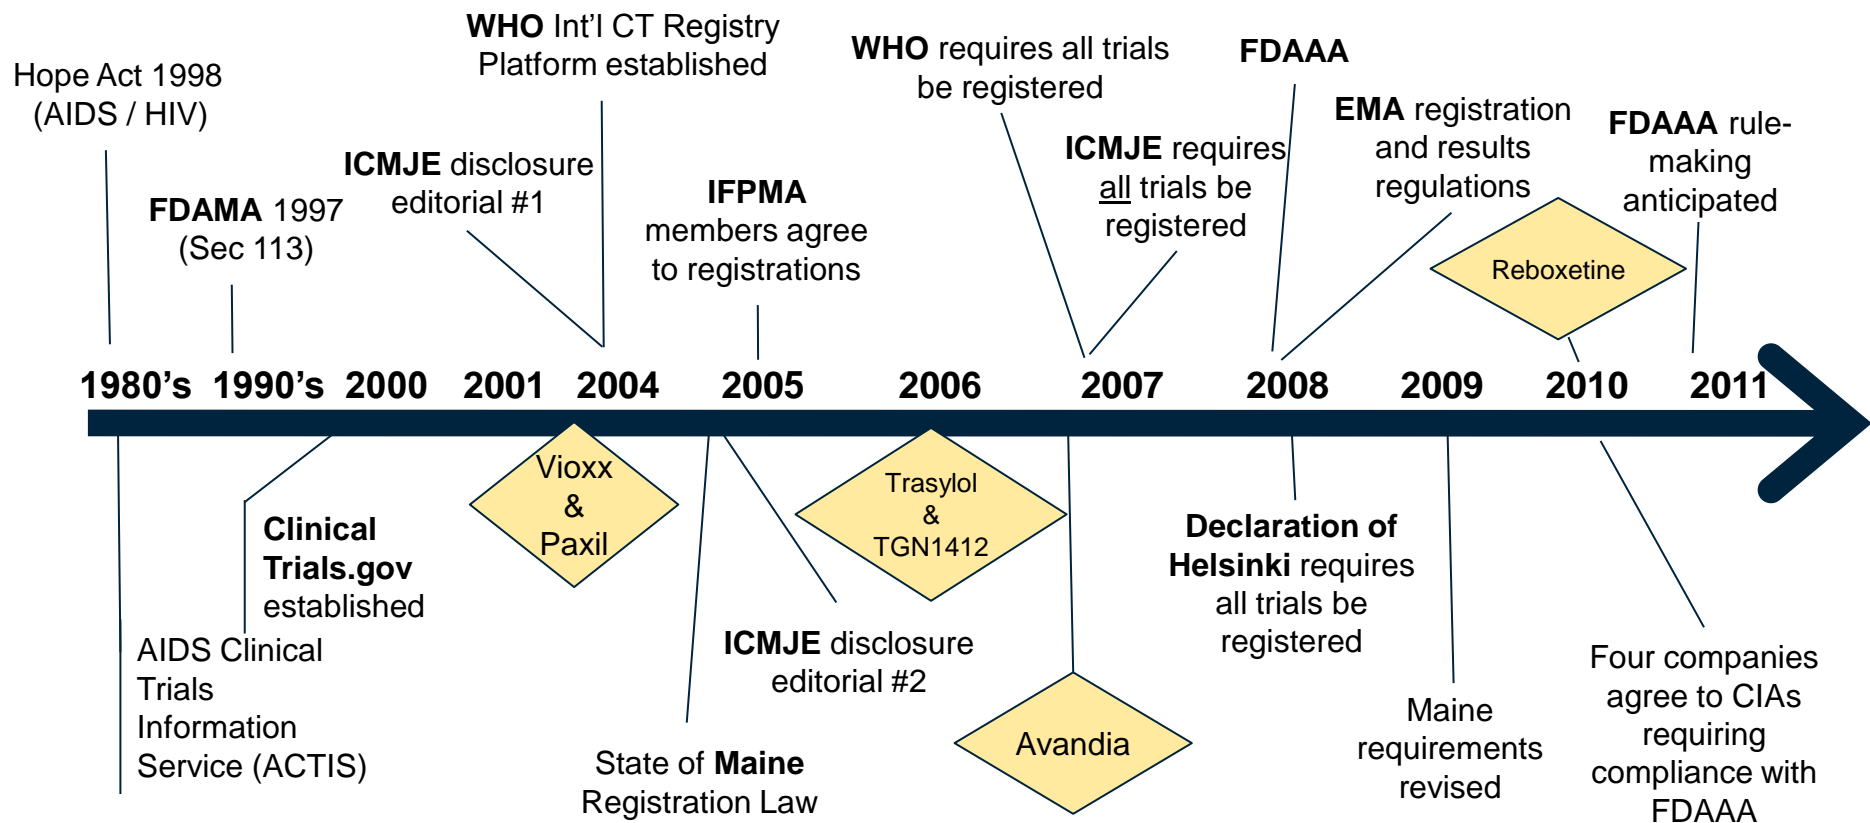 Hope Act 1998
(AIDS / HIV)
FDAMA 1997
(Sec 113)
ICMJE disclosure
editorial #1
WHO Int'l CT Registry
Platform established
IFPMA
members agree
to registrations
WHO requires all trials
be registered
ICMJE requires
all trials be
registered
FDAAA
EMA registration
and results
regulations
Reboxetine
FDAAA rule-
making
anticipated
1980's 1990's 2000 2001 2004 2005 2006 2007 2008 2009 2010 2011
AIDS Clinical
Trials
Information
Service (ACTIS)
Clinical
Trials.gov
established
Vioxx
&
Paxil
State of Maine
Registration Law
ICMJE disclosure
editorial #2
Trasylol
&
TGN1412
Avandia
Declaration of
Helsinki requires
all trials be
registered
Maine
requirements
revised
Four companies
agree to CIAs
requiring
compliance with
FDAAA